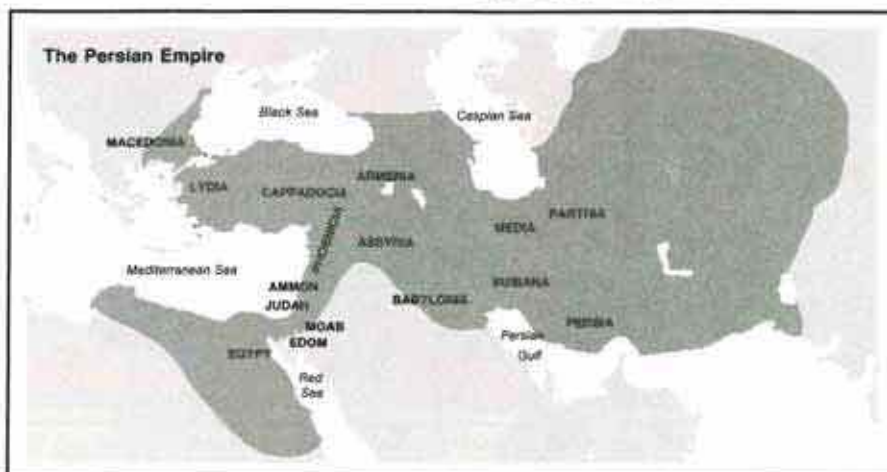 The Persian Empire
Black Sea
Caspian Sea
MACEDONIA
LYDIA
CAPPADOCIA
ARMENIA
PHOENICIA
ASSYRIA
MEDIA
PARTHIA
Mediterranean Sea
AMMON
JUDAH
MOAB
EDOM
EGYPT
Red
Sea
BABYLONIA
SUSIANA
PERSIA
Persian
Gulf